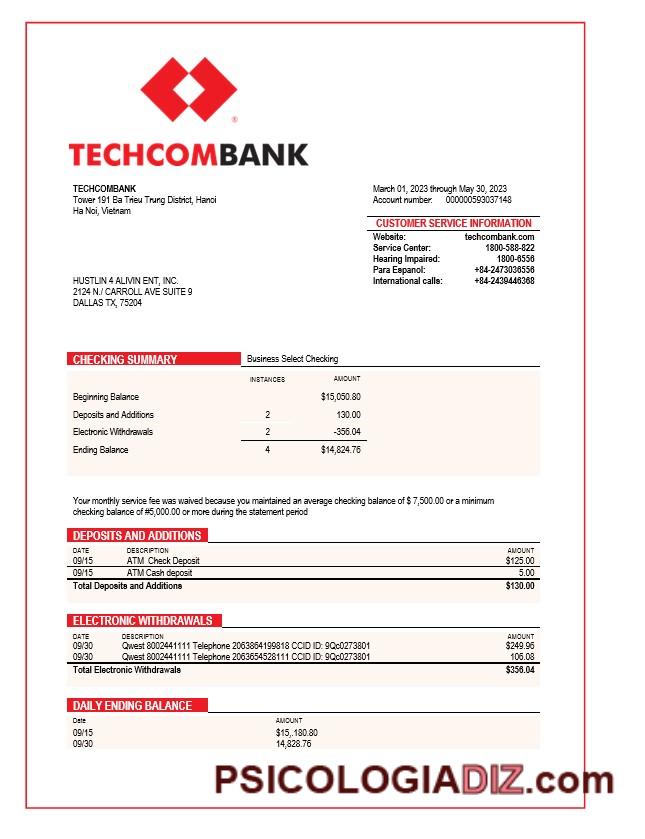 TECHCOMBANK
TECHCOMBANK
Tower 191 Ba Trieu Trung District, Hanoi
Ha Noi, Vietnam
March 01, 2023 through May 30, 2023
Account number: 000000593037148
CUSTOMER SERVICE INFORMATION
Website: techcombank.com
Service Center: 1800-588-822
Hearing Impaired: 1800-6556
Para Espanol: +84-2473036556
International calls: +84-2439446368
HUSTLIN 4 ALIVIN ENT, INC.
2124 N./ CARROLL AVE SUITE 9
DALLAS TX, 75204
CHECKING SUMMARY Business Select Checking
INSTANCES AMOUNT
Beginning Balance $15,050.80
Deposits and Additions 2 130.00
Electronic Withdrawals 2 -356.04
Ending Balance 4 $14,824.76
Your monthly service fee was waived because you maintained an average checking balance of $ 7,500.00 or a minimum
checking balance of #5,000.00 or more during the statement period
DEPOSITS AND ADDITIONS
DATE DESCRIPTION AMOUNT
09/15 ATM Check Deposit $125.00
09/15 ATM Cash deposit 5.00
Total Deposits and Additions $130.00
ELECTRONIC WITHDRAWALS
DATE DESCRIPTION AMOUNT
09/30 Qwest 8002441111 Telephone 2063864199818 CCID ID: 9Qc0273801 $249.96
09/30 Qwest 8002441111 Telephone 2063654528111 CCID ID: 9Qc0273801 106.08
Total Electronic Withdrawals $356.04
DAILY ENDING BALANCE
Date AMOUNT
09/15 $15,.180.80
09/30 14,828.76
PSICOLOGIADIZ.com